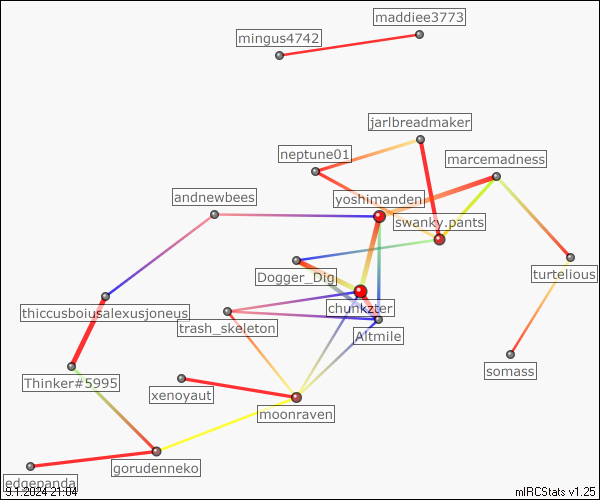 maddiee3773
mingus4742
jarlbreadmaker
neptune01
marcemadness
andnewbees
yoshimanden
swanky.pants
Dogger_Dig
turtelious
chunkzter
thiccusboiusalexusjoneus
trash_skeleton
Altmile
somass
Thinker#5995
xenoyaut
moonraven
gorudenneko
edgepanda
9.1.2024 21:04
mIRCStats v1.25